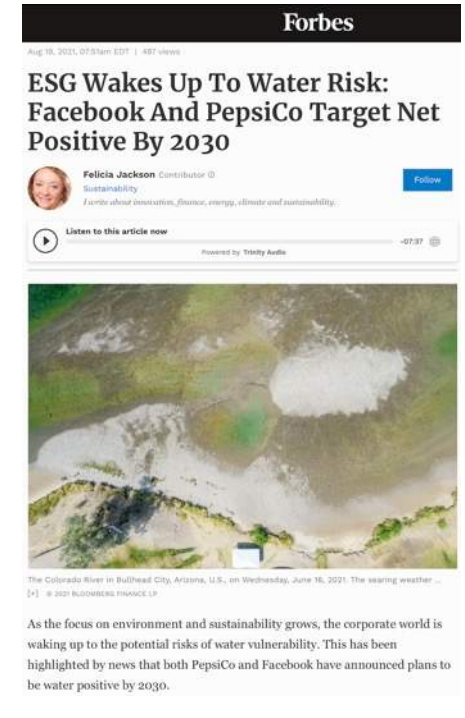 Forbes
Aug 19, 2021, 07:51am EDT | 487 views
ESG Wakes Up To Water Risk:
Facebook And PepsiCo Target Net
Positive By 2030
Felicia Jackson Contributor
Follow
Sustainability
I write about innovation, finance, energy, climate and sustainability.
Listen to this article now
-07:37
Powered by Trinity Audio
The Colorado River in Bullhead City, Arizona, U.S., on Wednesday, June 16, 2021. The searing weather ...
[+] © 2021 BLOOMBERG FINANCE LP
As the focus on environment and sustainability grows, the corporate world is
waking up to the potential risks of water vulnerability. This has been
highlighted by news that both PepsiCo and Facebook have announced plans to
be water positive by 2030.